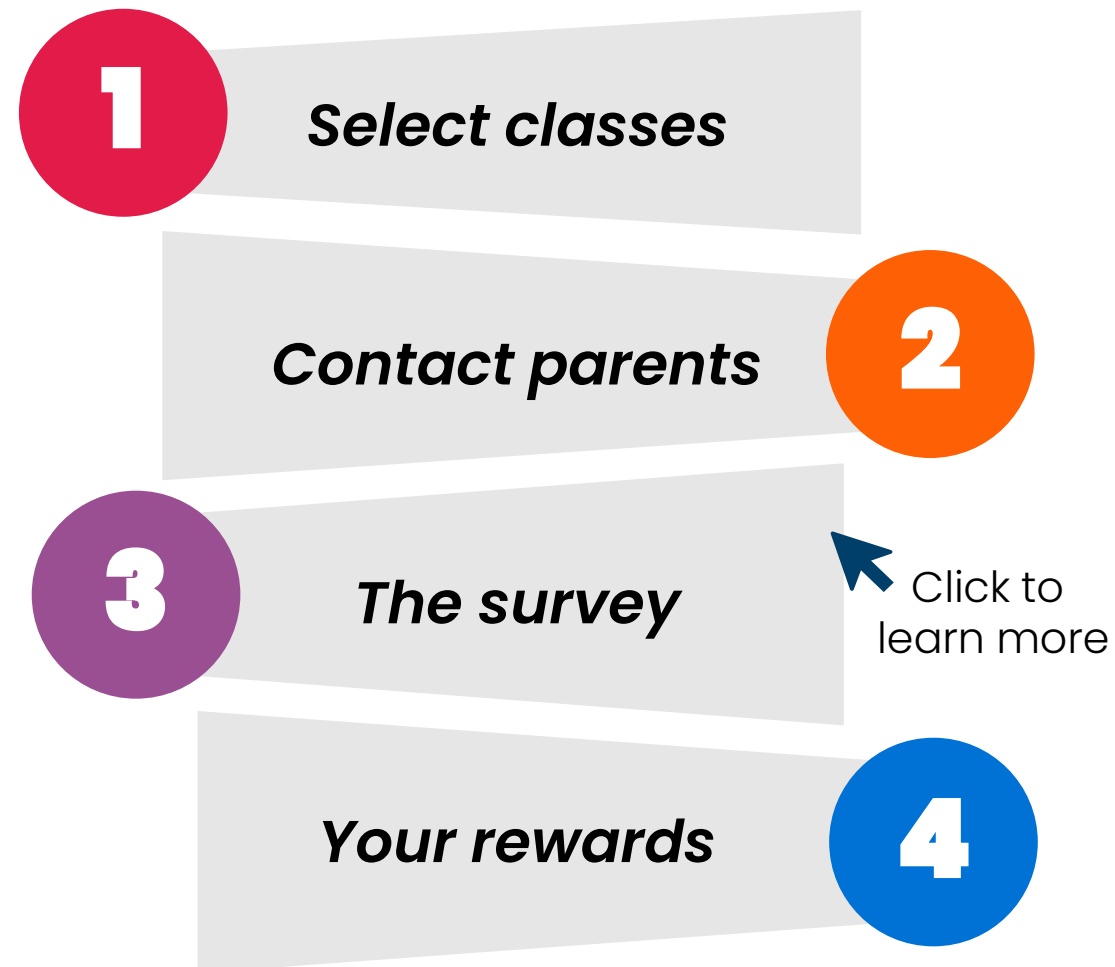 1
Select classes
Contact parents
2
3
The survey
Click to
learn more
Your rewards
4